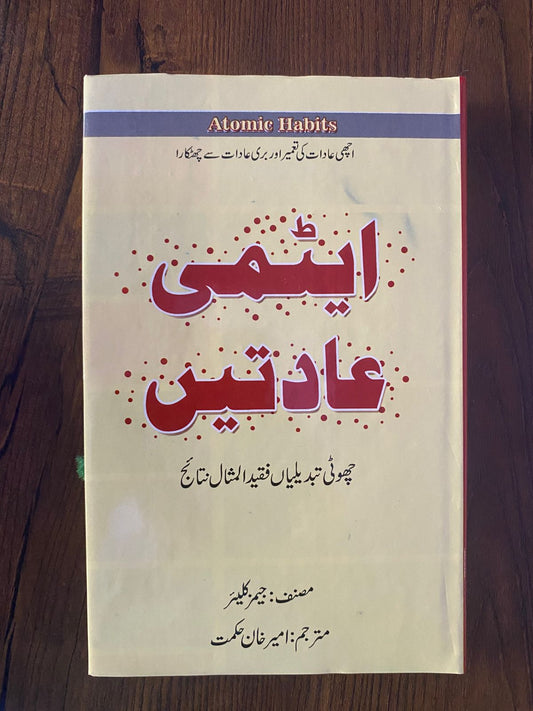 Atomic Habits
اچھی عادات کی تعمیر اور بری عادات سے چھٹکارا
ایٹمی
عادتیں
چھوٹی تبدیلیاں فقید المثال نتائج
مصنف: جیمز کلیئر
مترجم: امیر خان حکمت